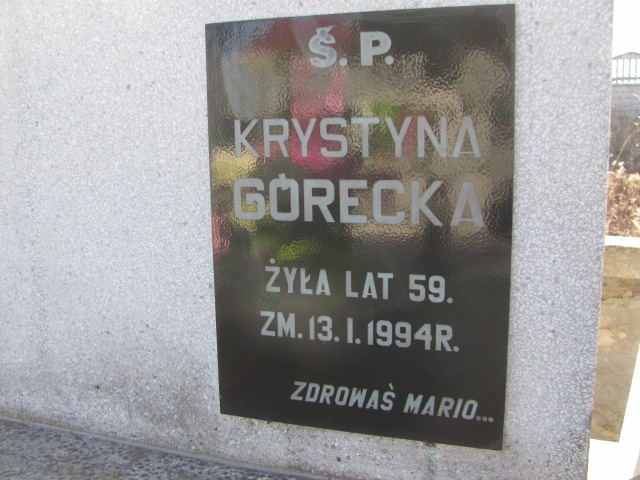 Ś.P.
KRYSTYNA
GÓRECKA
ŻYŁA LAT 59.
ZM. 13. I. 1994R.
ZDROWAŚ MARIO...